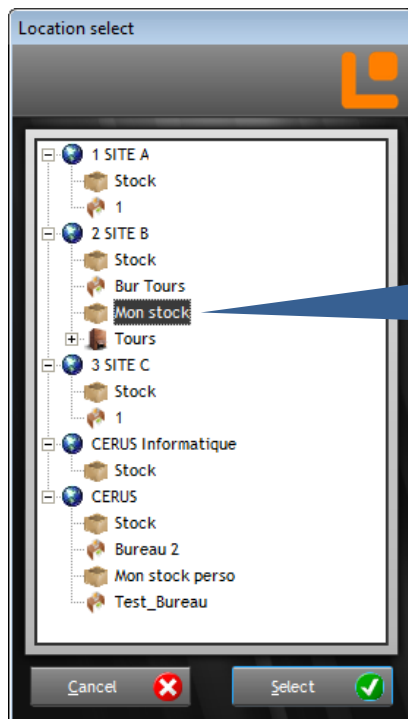 Location select
1 SITE A
Stock
1
2 SITE B
Stock
Bur Tours
Mon stock
Tours
3 SITE C
Stock
1
CERUS Informatique
Stock
CERUS
Stock
Bureau 2
Mon stock perso
Test_Bureau
Cancel Select